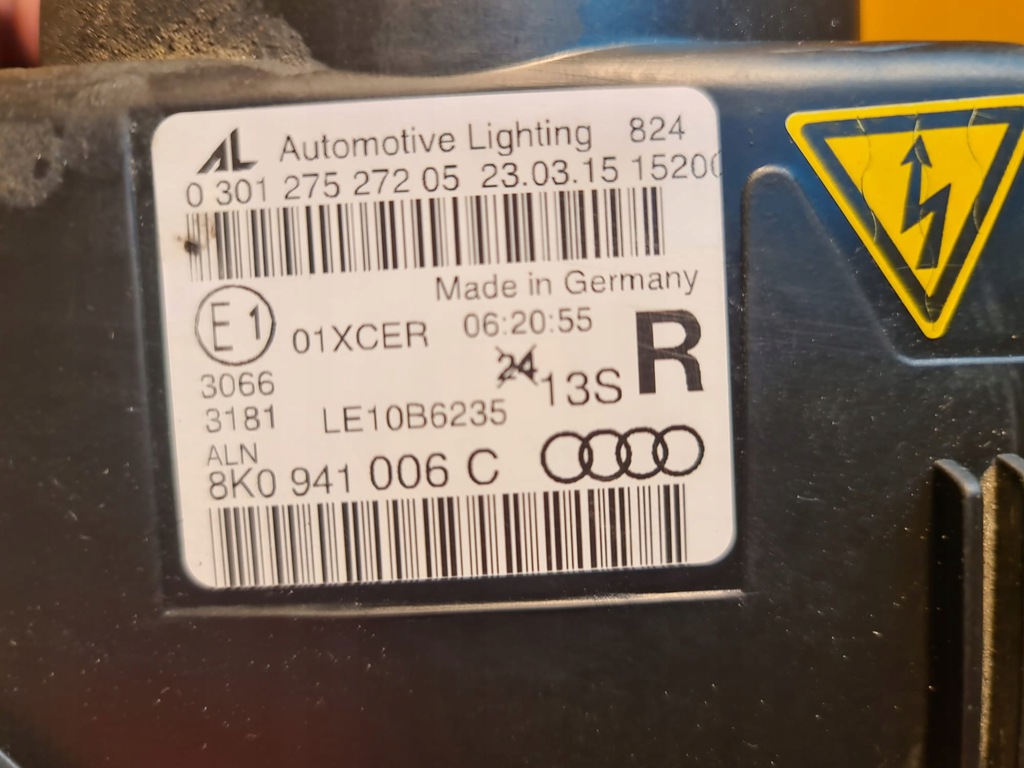 AL Automotive Lighting 824
0 301 275 272 05 23.03.15 15200
Made in Germany
E1 01XCER 06:20:55 R
24 13S
3066
3181 LE10B6235
ALN
8K0 941 006 C